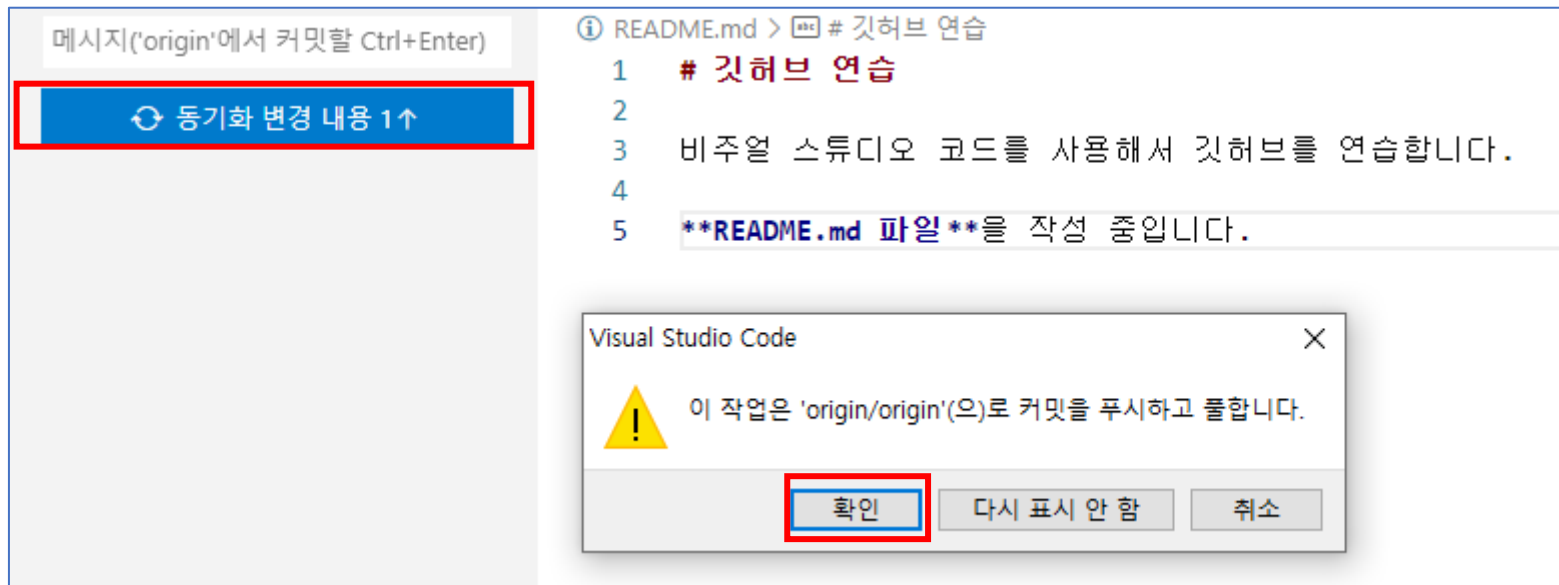 메시지('origin'에서 커밋할 Ctrl+Enter)
동기화 변경 내용 1↑
README.md > # 깃허브 연습
1 # 깃허브 연습
2
3 비주얼 스튜디오 코드를 사용해서 깃허브를 연습합니다.
4
5 **README.md 파일**을 작성 중입니다.
Visual Studio Code
이 작업은 'origin/origin'(으)로 커밋을 푸시하고 풀합니다.
확인 다시 표시 안 함 취소